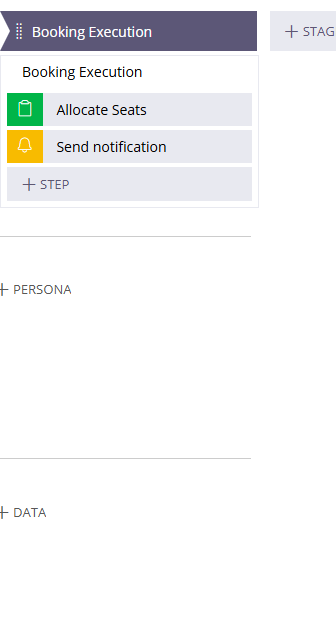 Booking Execution
+ STAG
Booking Execution
Allocate Seats
Send notification
+ STEP
+ PERSONA
+ DATA